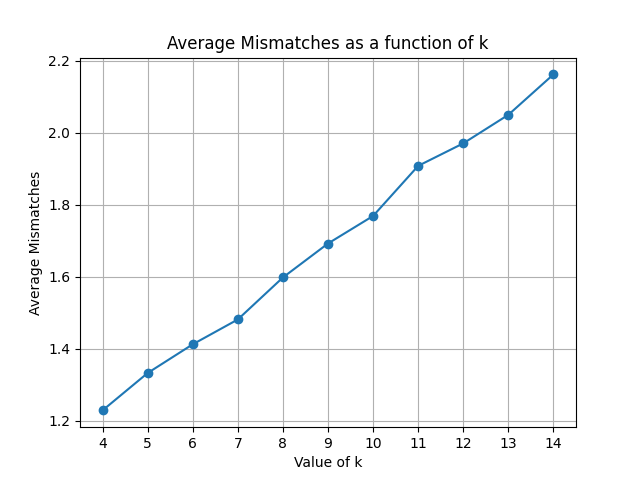 Average Mismatches as a function of k
2.2
2.0
1.8
1.6
1.4
1.2
Average Mismatches
4 5 6 7 8 9 10 11 12 13 14
Value of k